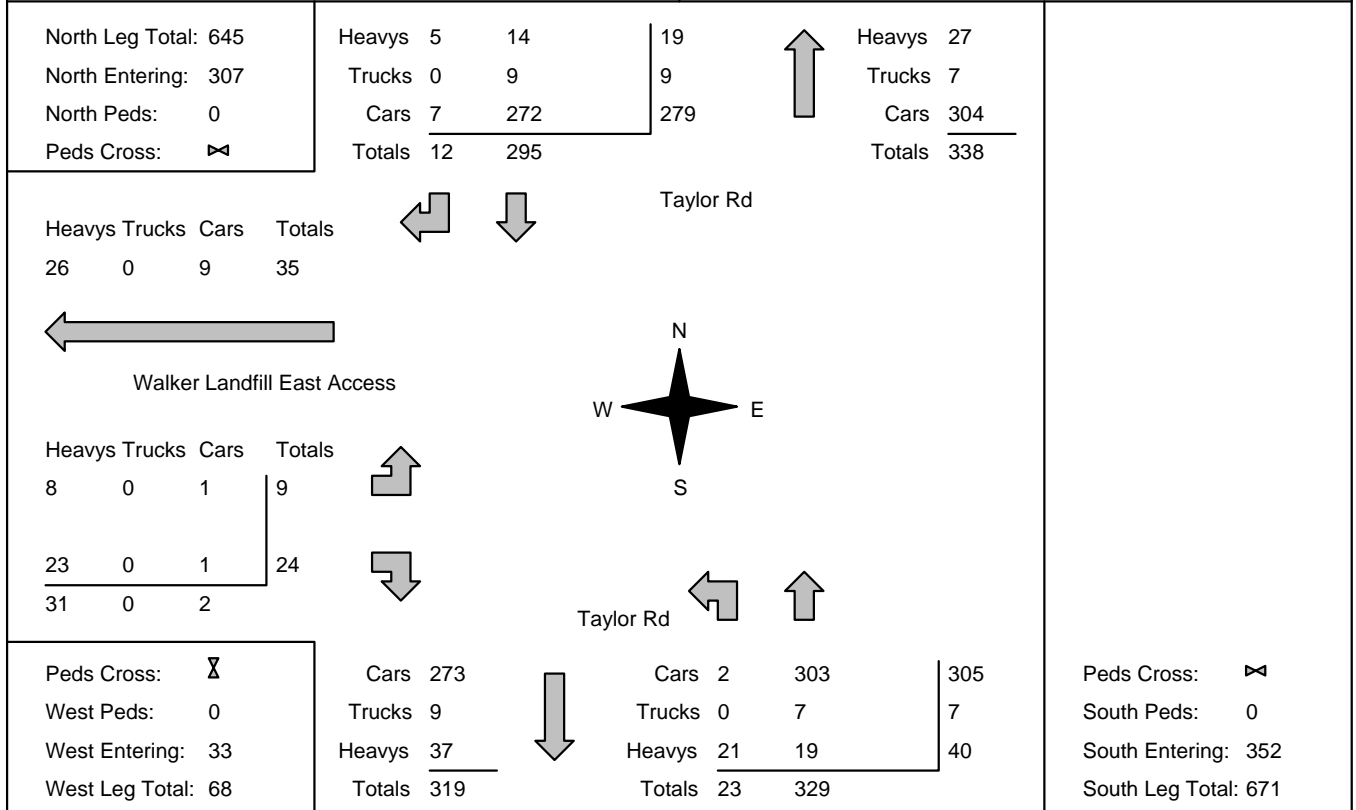 North Leg Total: 645
North Entering: 307
North Peds: 0
Peds Cross:
Heavys 5 14 19
Trucks 0 9 9
Cars 7 272 279
Totals 12 295
Heavys 27
Trucks 7
Cars 304
Totals 338
Taylor Rd
Heavys Trucks Cars Totals
26 0 9 35
Walker Landfill East Access
N
W E
S
Heavys Trucks Cars Totals
8 0 1 9
23 0 1 24
31 0 2
Taylor Rd
Peds Cross:
West Peds: 0
West Entering: 33
West Leg Total: 68
Cars 273
Trucks 9
Heavys 37
Totals 319
Cars 2 303 305
Trucks 0 7 7
Heavys 21 19 40
Totals 23 329
Peds Cross:
South Peds: 0
South Entering: 352
South Leg Total: 671